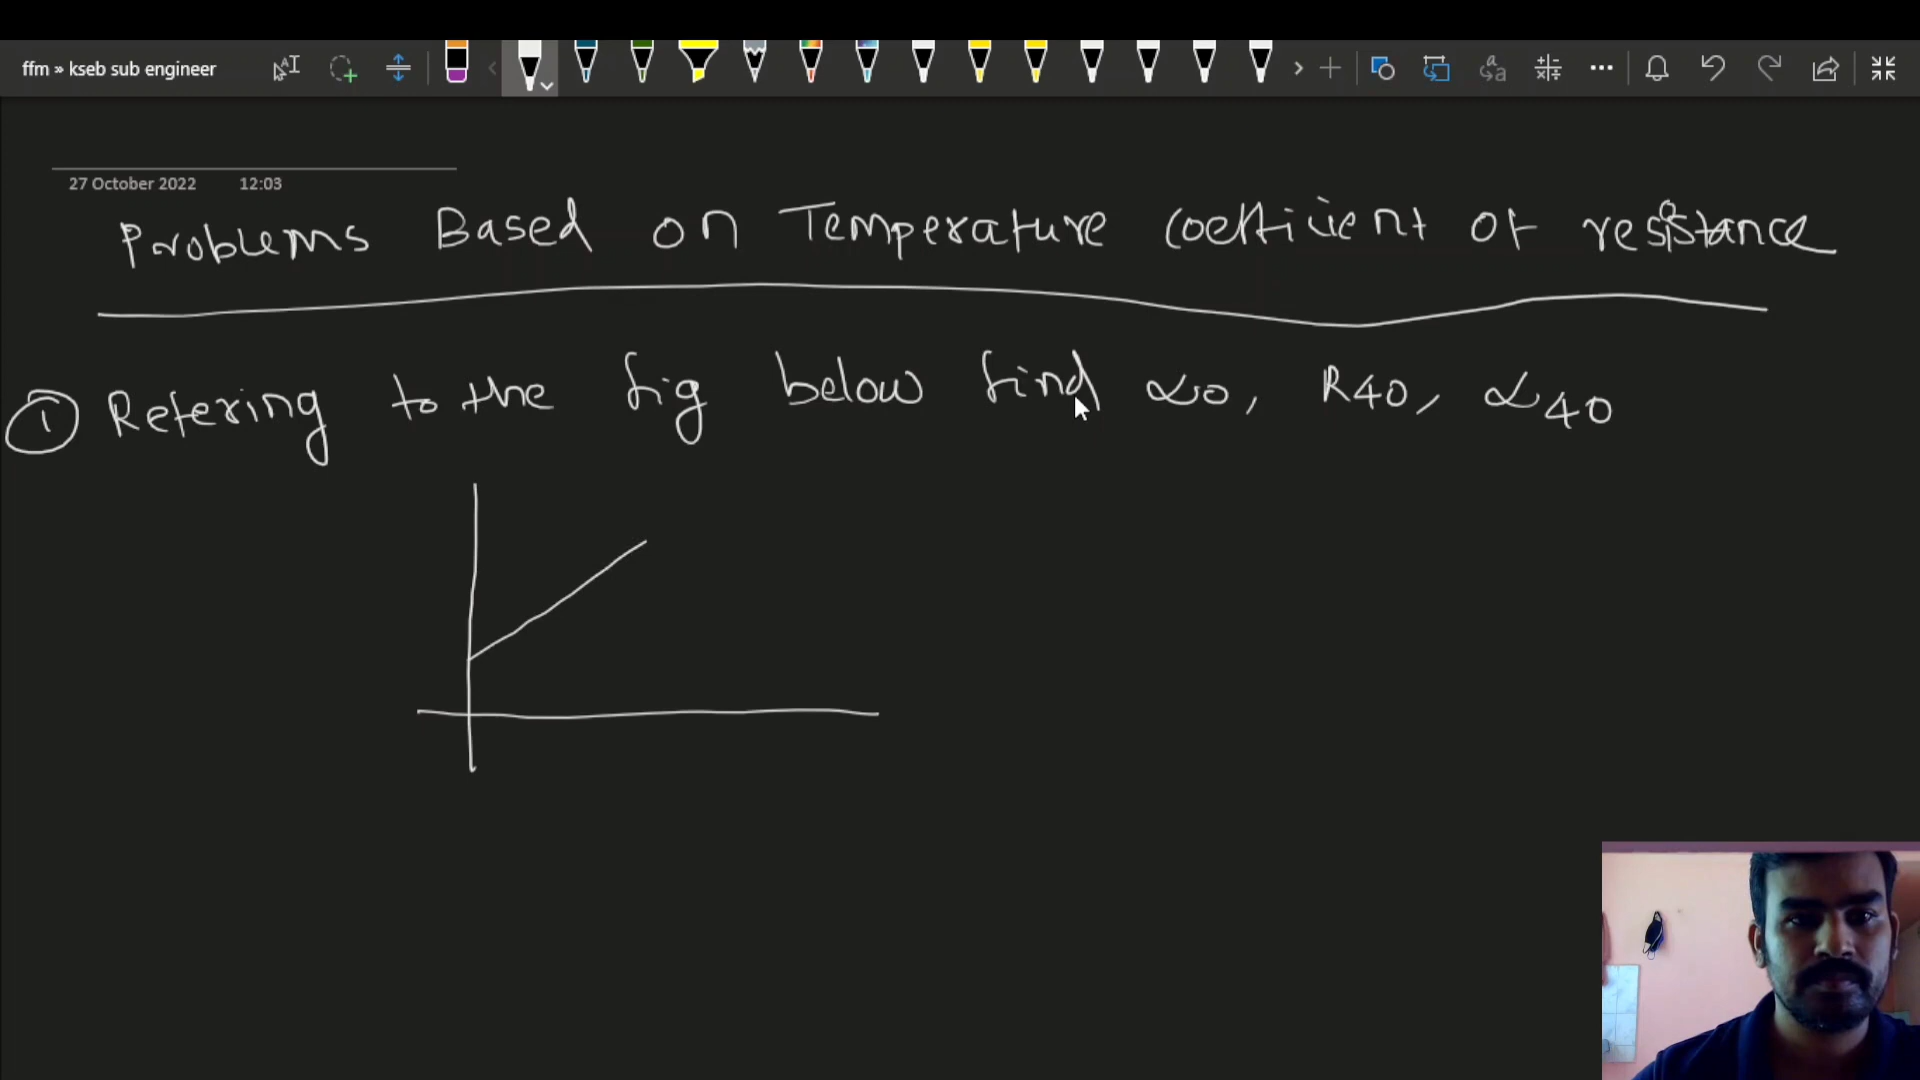 ffm » kseb sub engineer
27 October 2022 12:03
Problems Based on Temperature coefficient of resistance
① Refering to the fig below find α0, R40, α40